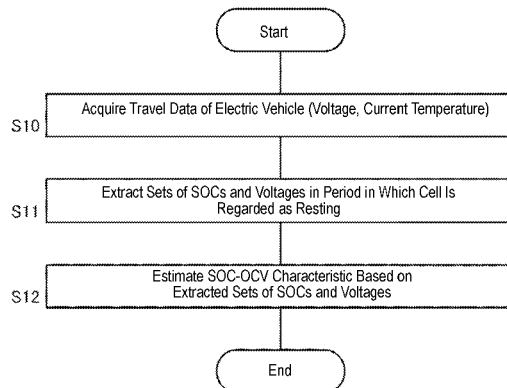 Start
S10
Acquire Travel Data of Electric Vehicle (Voltage, Current Temperature)
S11
Extract Sets of SOCs and Voltages in Period in Which Cell Is
Regarded as Resting
S12
Estimate SOC-OCV Characteristic Based on
Extracted Sets of SOCs and Voltages
End